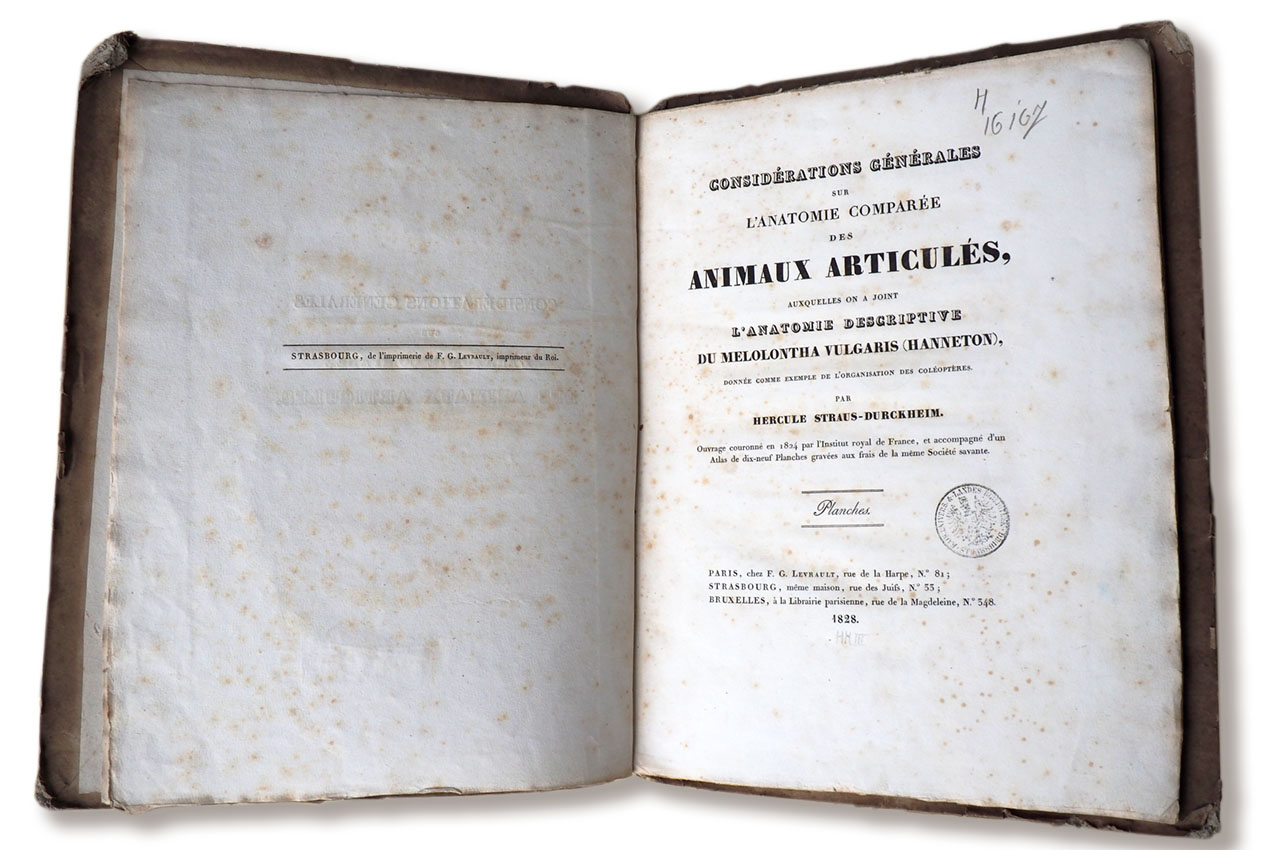 STRASBOURG, de l'imprimerie de F. G. LEVRAULT, imprimeur du Roi.
H
16167
CONSIDÉRATIONS GÉNÉRALES
SUR
L'ANATOMIE COMPARÉE
DES
ANIMAUX ARTICULÉS,
AUXQUELLES ON A JOINT
L'ANATOMIE DESCRIPTIVE
DU MELOLONTHA VULGARIS (HANNETON),
DONNÉE COMME EXEMPLE DE L'ORGANISATION DES COLÉOPTÈRES.
PAR
HERCULE STRAUS-DURCKHEIM.
Ouvrage couronné en 1824 par l'Institut royal de France, et accompagné d'un
Atlas de dix-neuf Planches gravées aux frais de la même Société savante.
Planches.
PARIS, chez F. G. LEVRAULT, rue de la Harpe, N.° 81;
STRASBOURG, même maison, rue des Juifs, N.° 33;
BRUXELLES, à la Librairie parisienne, rue de la Magdeleine, N.° 348.
1828.